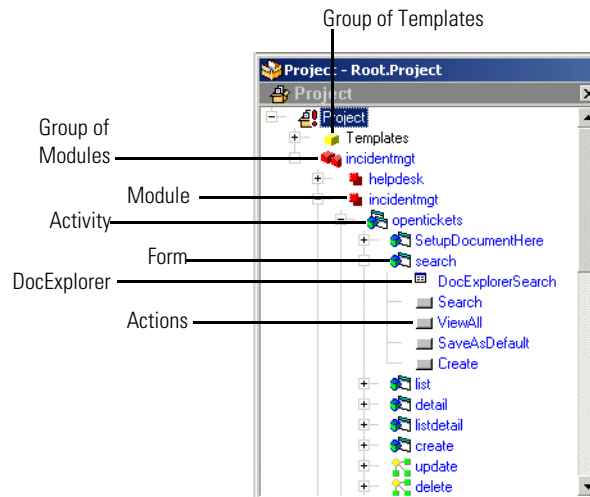 Group of Templates
Project - Root.Project
Project
Project
Templates
Group of
Modules
incidentmgt
helpdesk
Module
incidentmgt
Activity
opentickets
SetupDocumentHere
Form
search
DocExplorer
DocExplorerSearch
Search
Actions
ViewAll
SaveAsDefault
Create
list
detail
listdetail
create
update
delete